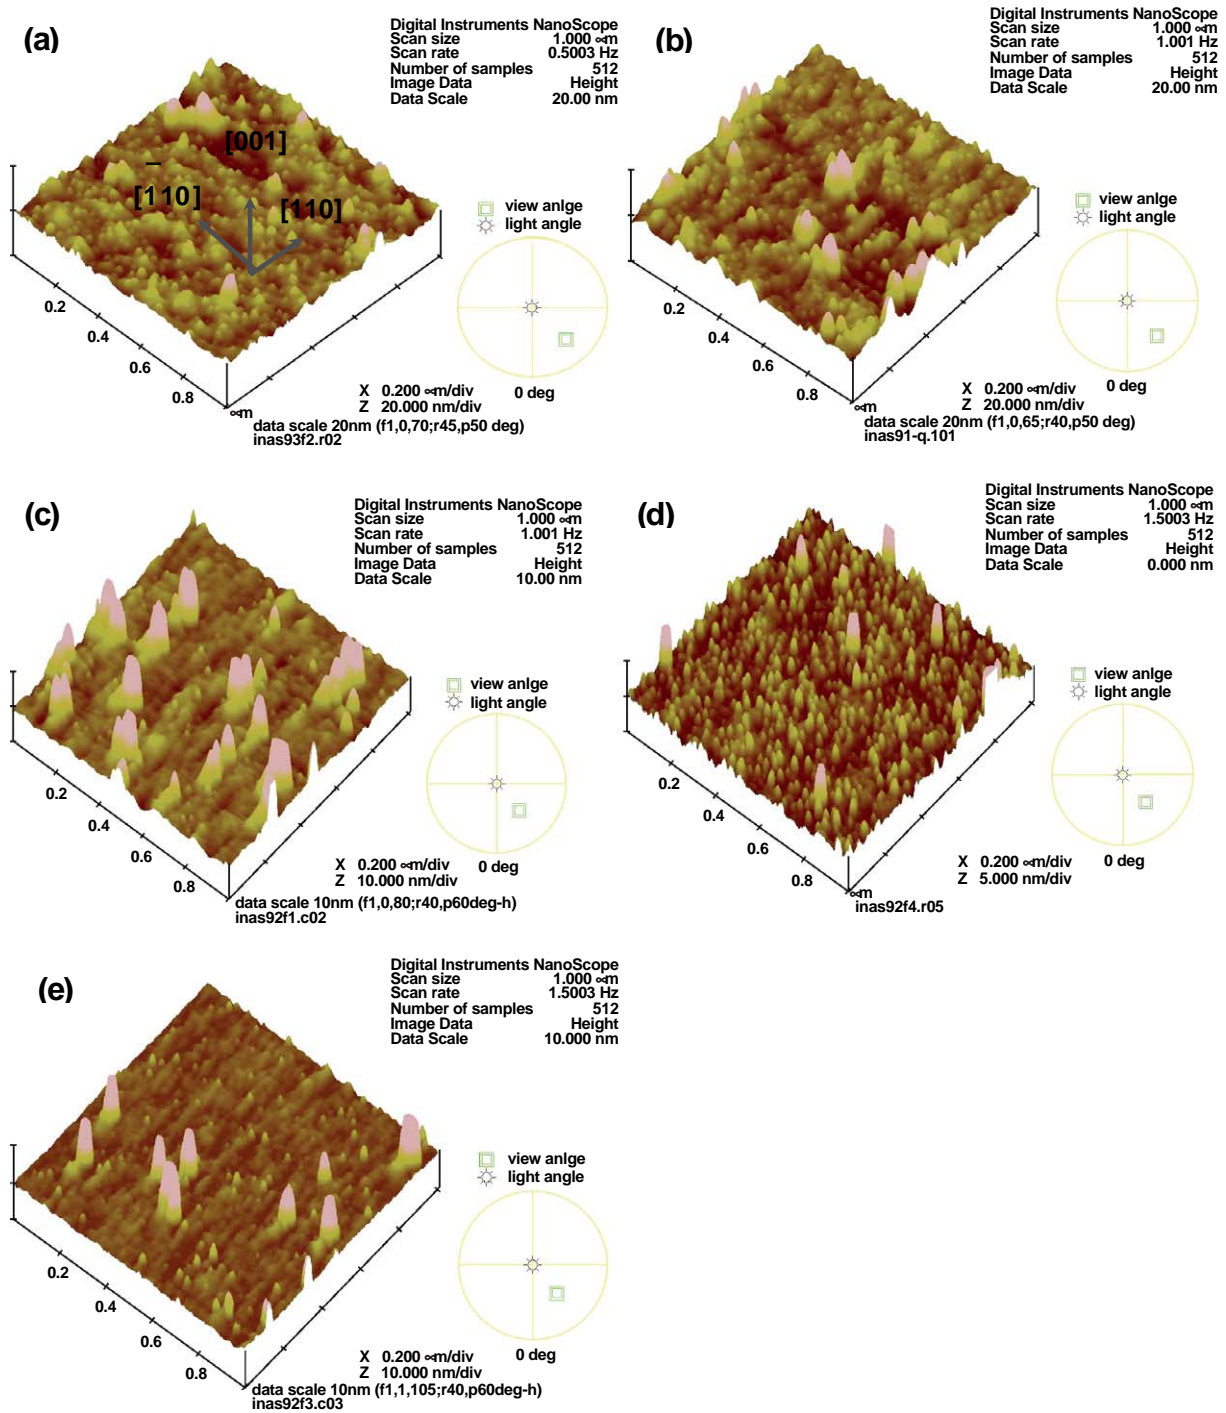 (a)
Digital Instruments NanoScope
Scan size 1.000 ∝m
Scan rate 0.5003 Hz
Number of samples 512
Image Data Height
Data Scale 20.00 nm
[001]
[1̄10]
[110]
view anlge
light angle
0.2
0.4
0.6
0.8
∝m
X 0.200 ∝m/div
Z 20.000 nm/div
0 deg
data scale 20nm (f1,0,70;r45,p50 deg)
inas93f2.r02
(b)
Digital Instruments NanoScope
Scan size 1.000 ∝m
Scan rate 1.001 Hz
Number of samples 512
Image Data Height
Data Scale 20.00 nm
view anlge
light angle
0.2
0.4
0.6
0.8
∝m
X 0.200 ∝m/div
Z 20.000 nm/div
0 deg
data scale 20nm (f1,0,65;r40,p50 deg)
inas91-q.101
(c)
Digital Instruments NanoScope
Scan size 1.000 ∝m
Scan rate 1.001 Hz
Number of samples 512
Image Data Height
Data Scale 10.00 nm
view anlge
light angle
0.2
0.4
0.6
0.8
X 0.200 ∝m/div
Z 10.000 nm/div
0 deg
data scale 10nm (f1,0,80;r40,p60deg-h)
inas92f1.c02
(d)
Digital Instruments NanoScope
Scan size 1.000 ∝m
Scan rate 1.5003 Hz
Number of samples 512
Image Data Height
Data Scale 0.000 nm
view anlge
light angle
0.2
0.4
0.6
0.8
∝m
X 0.200 ∝m/div
Z 5.000 nm/div
0 deg
inas92f4.r05
(e)
Digital Instruments NanoScope
Scan size 1.000 ∝m
Scan rate 1.5003 Hz
Number of samples 512
Image Data Height
Data Scale 10.000 nm
view anlge
light angle
0.2
0.4
0.6
0.8
X 0.200 ∝m/div
Z 10.000 nm/div
0 deg
data scale 10nm (f1,1,105;r40,p60deg-h)
inas92f3.c03